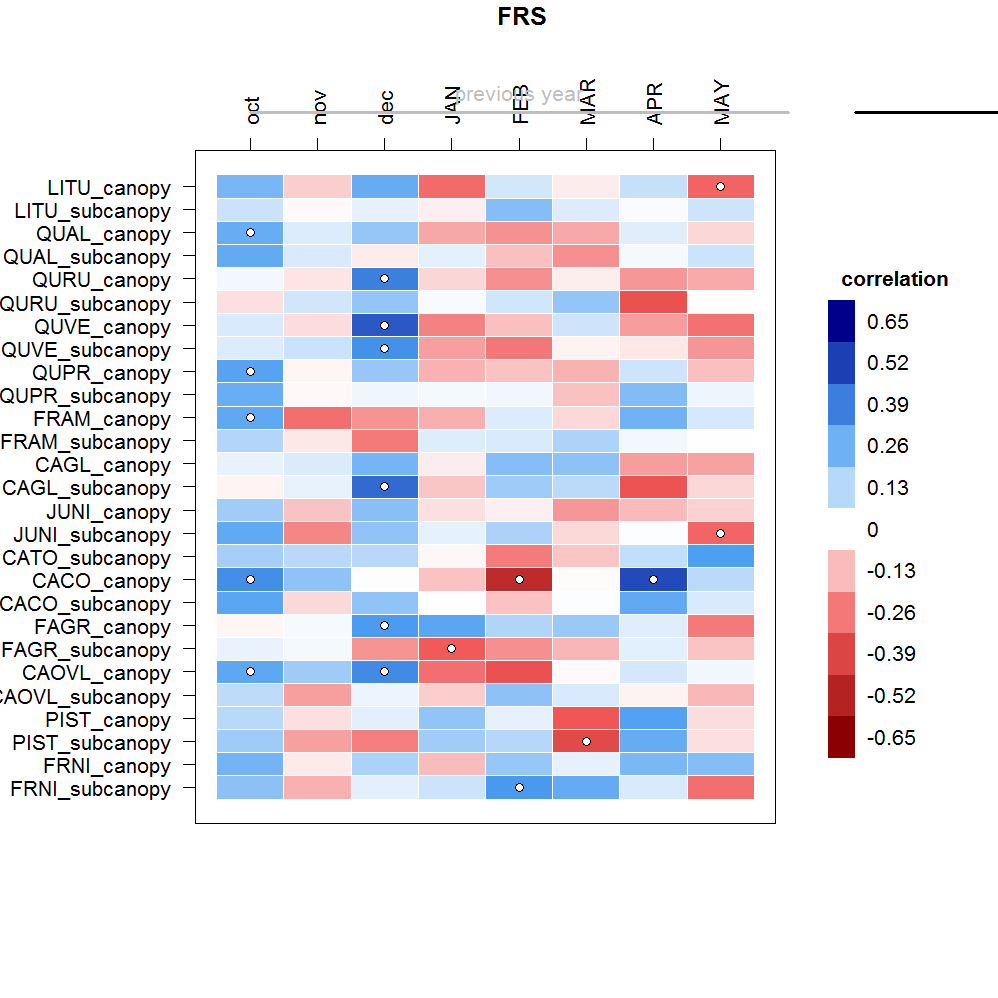 FRS
previous year
oct nov dec JAN FEB MAR APR MAY
LITU_canopy
LITU_subcanopy
QUAL_canopy
QUAL_subcanopy
QURU_canopy
QURU_subcanopy
QUVE_canopy
QUVE_subcanopy
QUPR_canopy
QUPR_subcanopy
FRAM_canopy
FRAM_subcanopy
CAGL_canopy
CAGL_subcanopy
JUNI_canopy
JUNI_subcanopy
CATO_subcanopy
CACO_canopy
CACO_subcanopy
FAGR_canopy
FAGR_subcanopy
CAOVL_canopy
CAOVL_subcanopy
PIST_canopy
PIST_subcanopy
FRNI_canopy
FRNI_subcanopy
correlation
0.65
0.52
0.39
0.26
0.13
0
-0.13
-0.26
-0.39
-0.52
-0.65